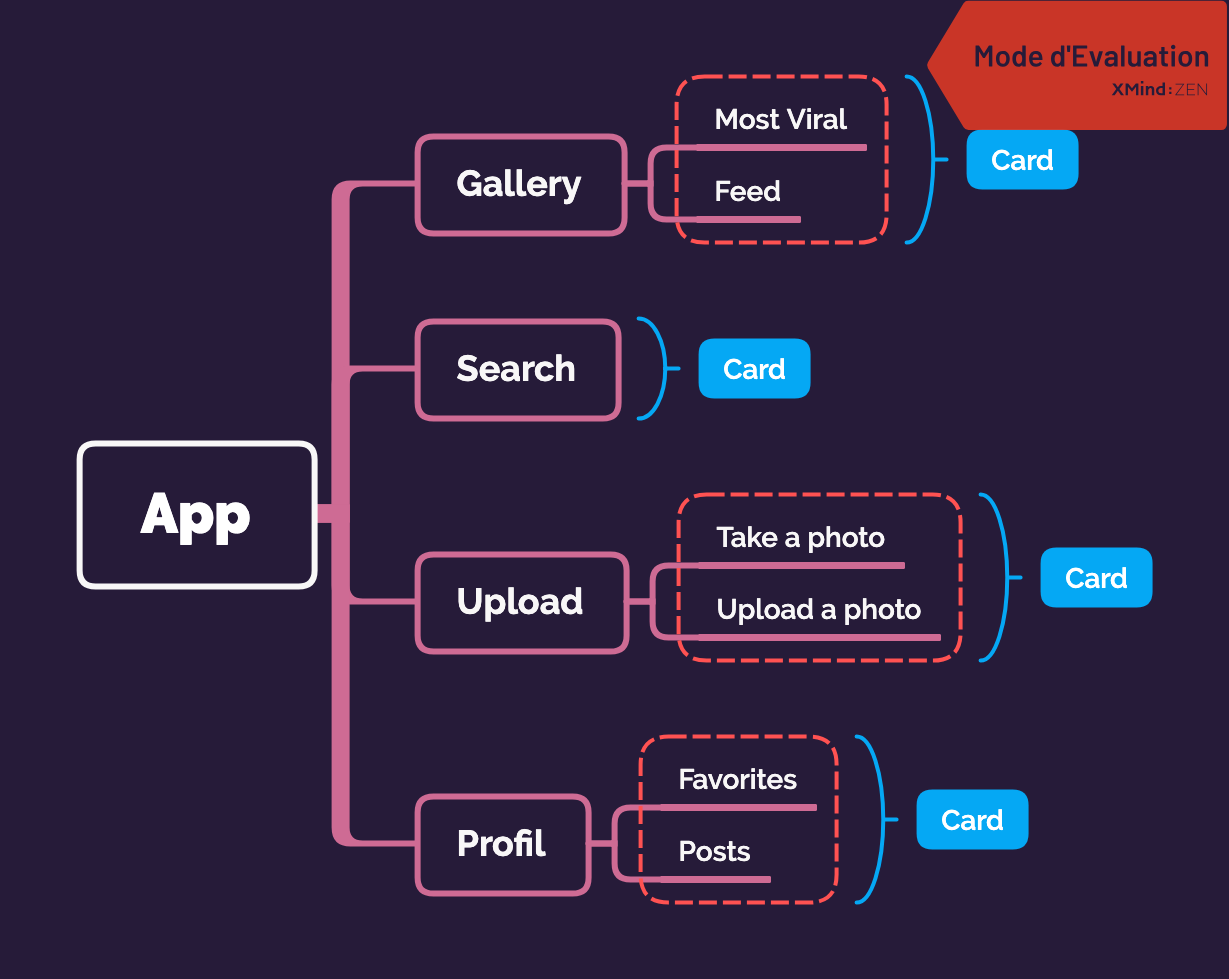 Mode d'Evaluation
XMind:ZEN
Most Viral
Card
Gallery
Feed
Search
Card
App
Take a photo
Card
Upload
Upload a photo
Favorites
Card
Profil
Posts